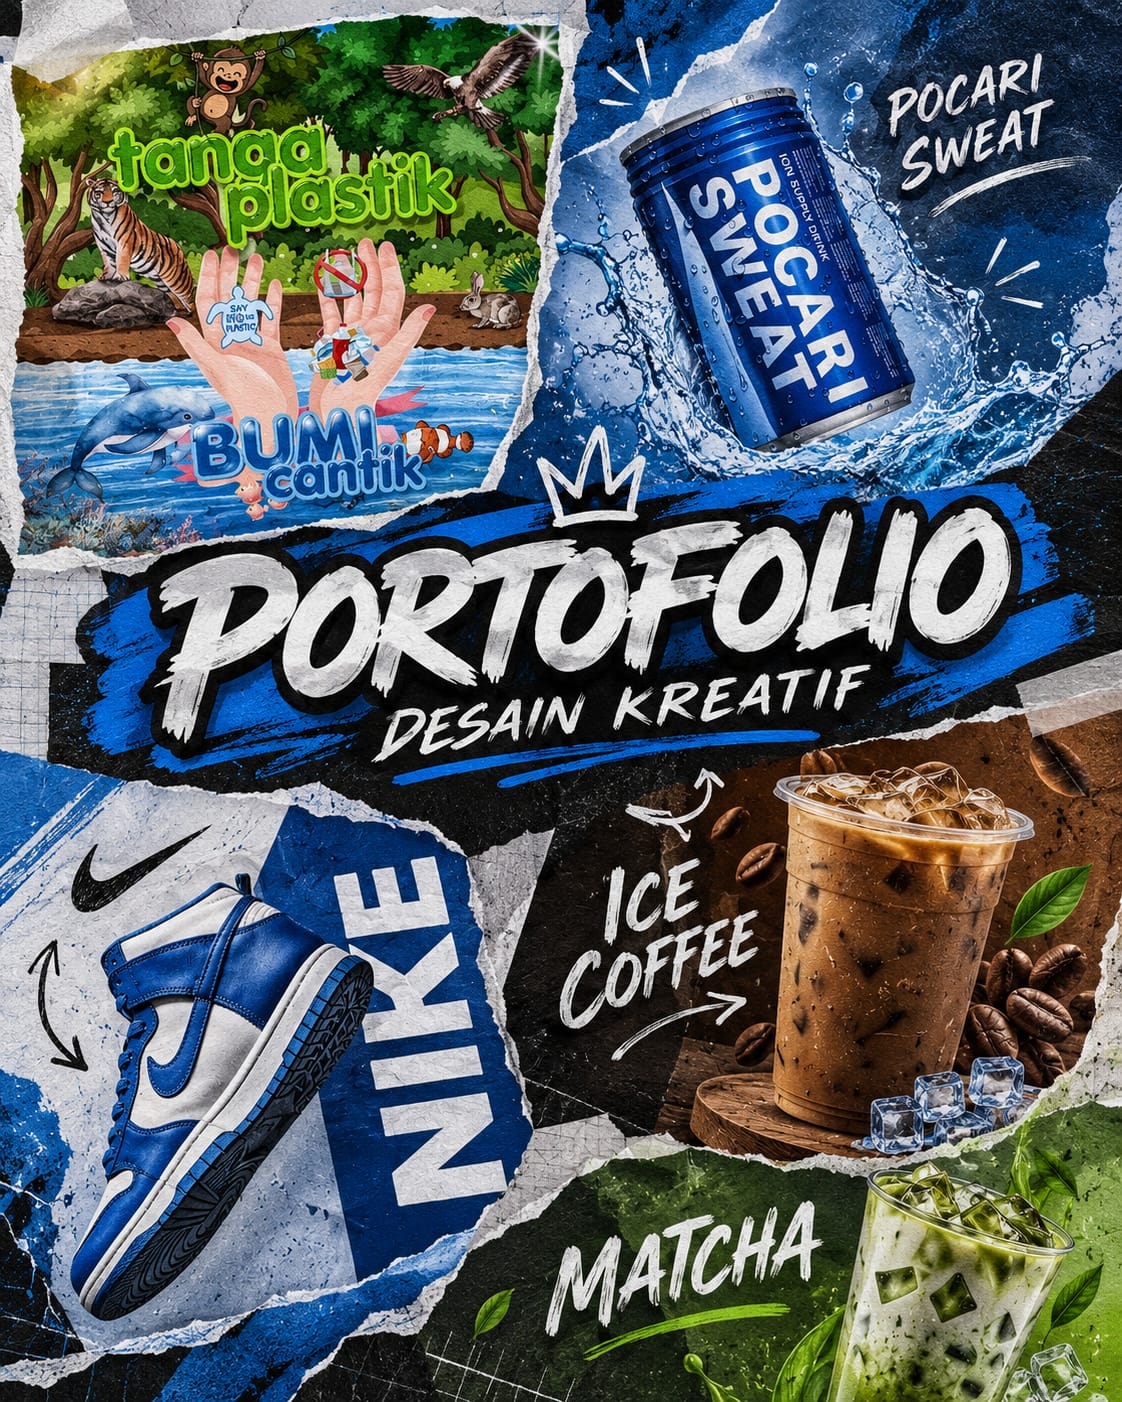 tanga
plastik
SAY
NO to
PLASTIC
BUMI
cantik
POCARI
SWEAT
ION SUPPLY DRINK
POCARI
SWEAT
PORTOFOLIO
DESAIN KREATIF
NIKE
ICE
COFFEE
MATCHA